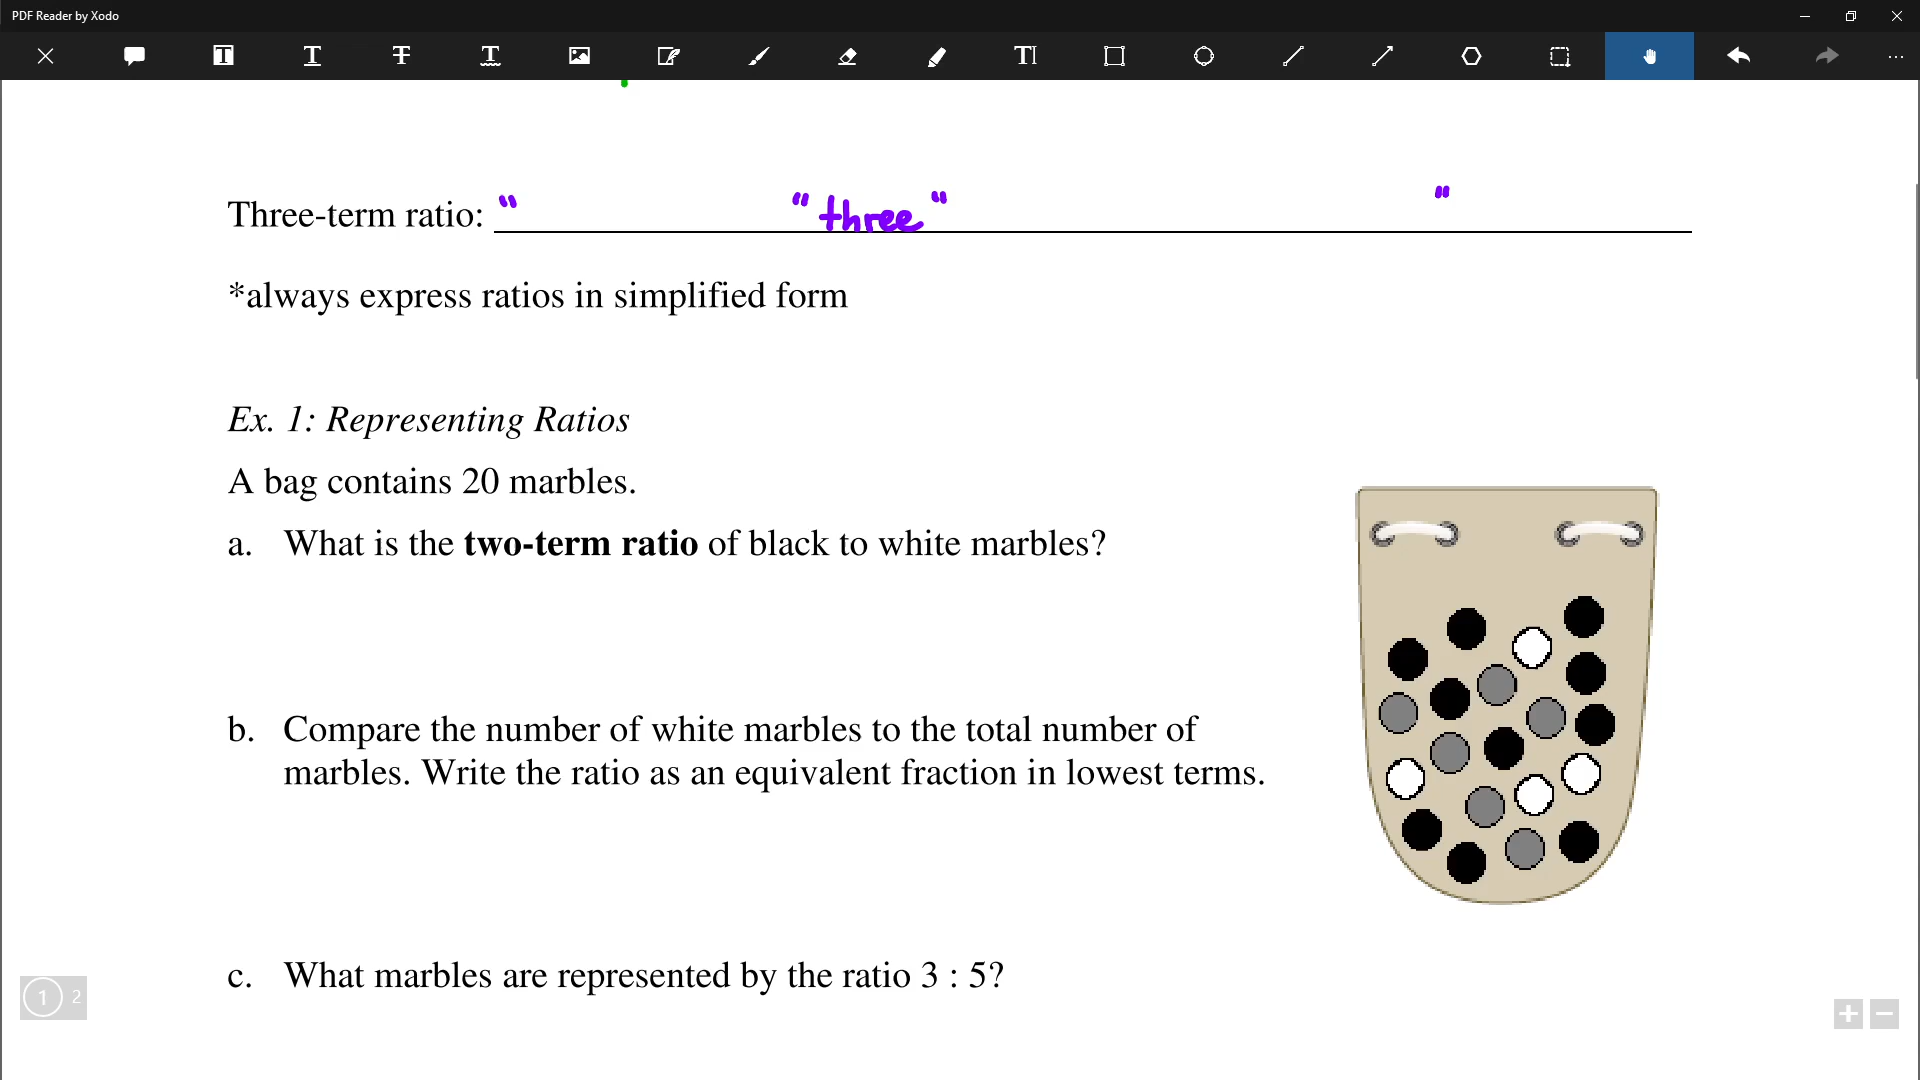 PDF Reader by Xodo
Three-term ratio: " "three" "
*always express ratios in simplified form
Ex. 1: Representing Ratios
A bag contains 20 marbles.
a. What is the two-term ratio of black to white marbles?
b. Compare the number of white marbles to the total number of
marbles. Write the ratio as an equivalent fraction in lowest terms.
c. What marbles are represented by the ratio 3 : 5?
1 2